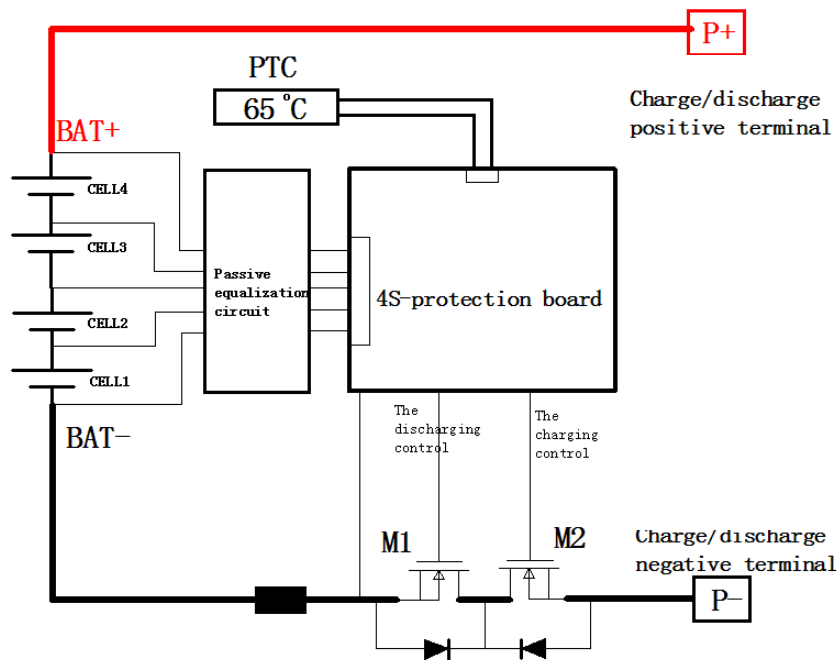 P+
PTC
65℃
Charge/discharge
positive terminal
BAT+
CELL4
CELL3
Passive
equalization
circuit
4S-protection board
CELL2
CELL1
The
discharging
control
The
charging
control
BAT-
M1
M2
Charge/discharge
negative terminal
P-